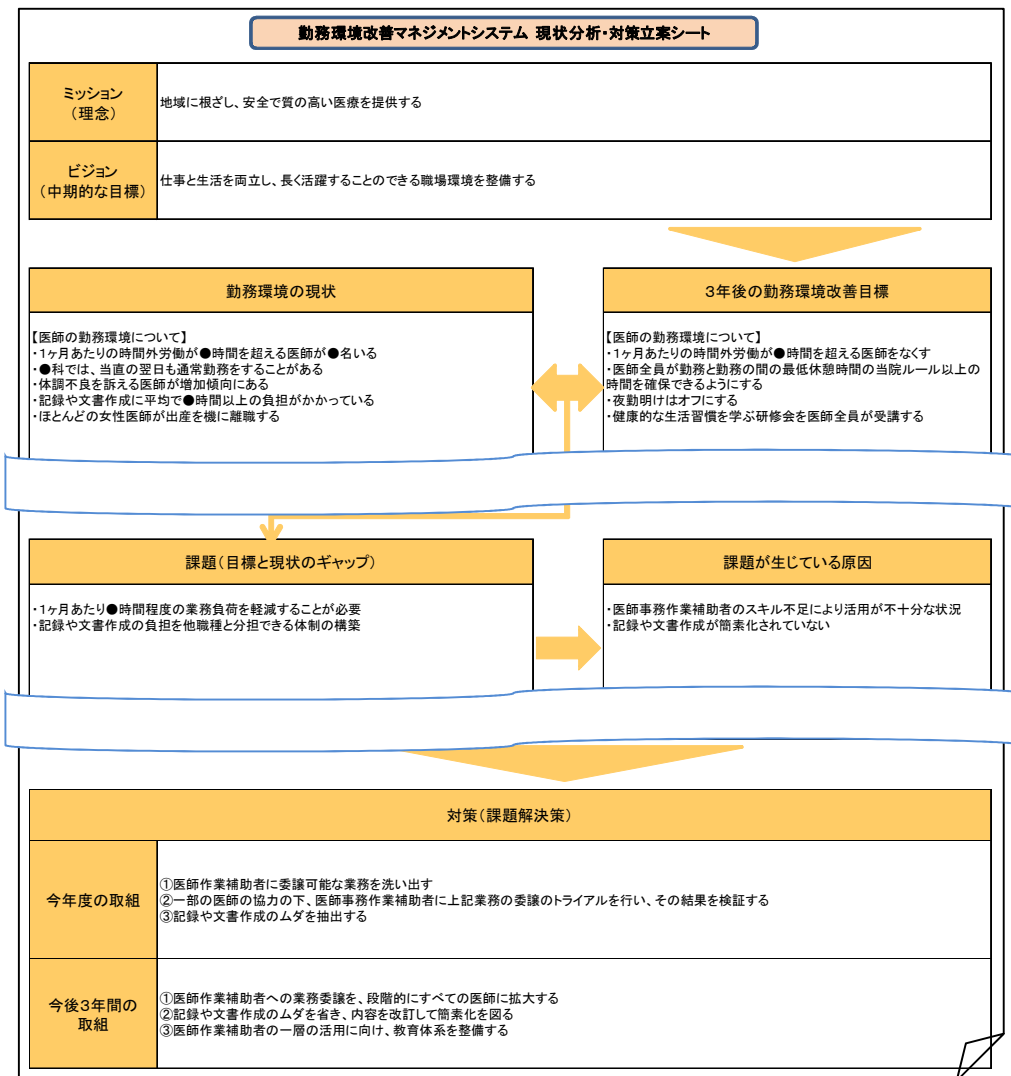 勤務環境改善マネジメントシステム 現状分析・対策立案シート
ミッション
（理念）
地域に根ざし、安全で質の高い医療を提供する
ビジョン
（中期的な目標）
仕事と生活を両立し、長く活躍することのできる職場環境を整備する
勤務環境の現状
【医師の勤務環境について】
・1ヶ月あたりの時間外労働が●時間を超える医師が●名いる
・●科では、当直の翌日も通常勤務をすることがある
・体調不良を訴える医師が増加傾向にある
・記録や文書作成に平均で●時間以上の負担がかかっている
・ほとんどの女性医師が出産を機に離職する
3年後の勤務環境改善目標
【医師の勤務環境について】
・1ヶ月あたりの時間外労働が●時間を超える医師をなくす
・医師全員が勤務と勤務の間の最低休憩時間の当院ルール以上の
時間を確保できるようにする
・夜勤明けはオフにする
・健康的な生活習慣を学ぶ研修会を医師全員が受講する
課題（目標と現状のギャップ）
・1ヶ月あたり●時間程度の業務負荷を軽減することが必要
・記録や文書作成の負担を他職種と分担できる体制の構築
課題が生じている原因
・医師事務作業補助者のスキル不足により活用が不十分な状況
・記録や文書作成が簡素化されていない
対策（課題解決策）
今年度の取組
①医師作業補助者に委譲可能な業務を洗い出す
②一部の医師の協力の下、医師事務作業補助者に上記業務の委譲のトライアルを行い、その結果を検証する
③記録や文書作成のムダを抽出する
今後3年間の
取組
①医師作業補助者への業務委譲を、段階的にすべての医師に拡大する
②記録や文書作成のムダを省き、内容を改訂して簡素化を図る
③医師作業補助者の一層の活用に向け、教育体系を整備する